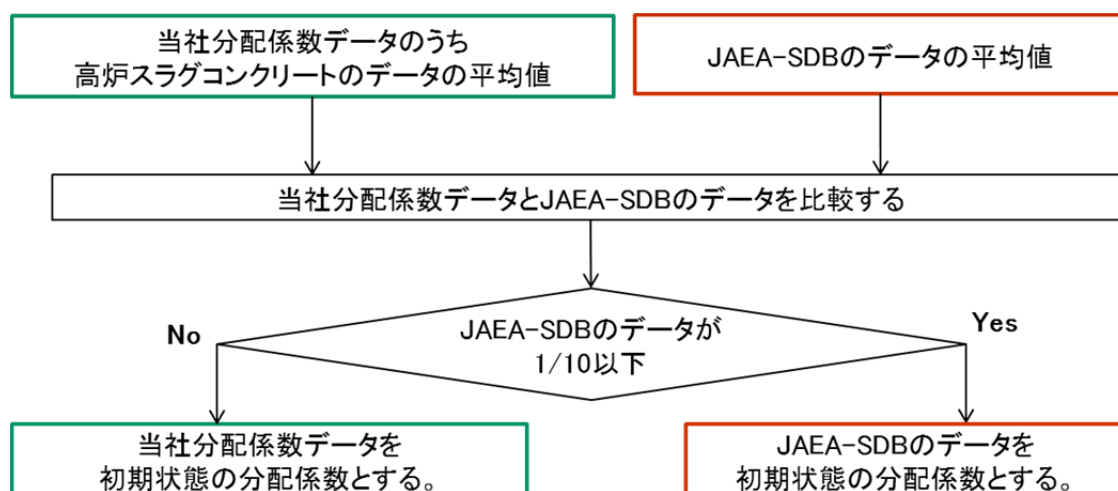 当社分配係数データのうち
高炉スラグコンクリートのデータの平均値
JAEA-SDBのデータの平均値
当社分配係数データとJAEA-SDBのデータを比較する
No
JAEA-SDBのデータが
1/10以下
Yes
当社分配係数データを
初期状態の分配係数とする。
JAEA-SDBのデータを
初期状態の分配係数とする。